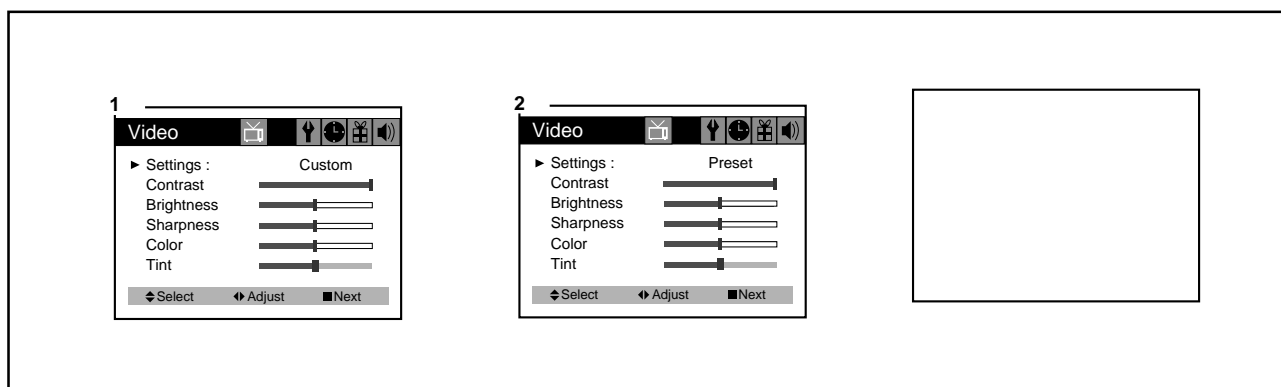 1
Video
► Settings : Custom
Contrast
Brightness
Sharpness
Color
Tint
Select Adjust Next
2
Video
► Settings : Preset
Contrast
Brightness
Sharpness
Color
Tint
Select Adjust Next